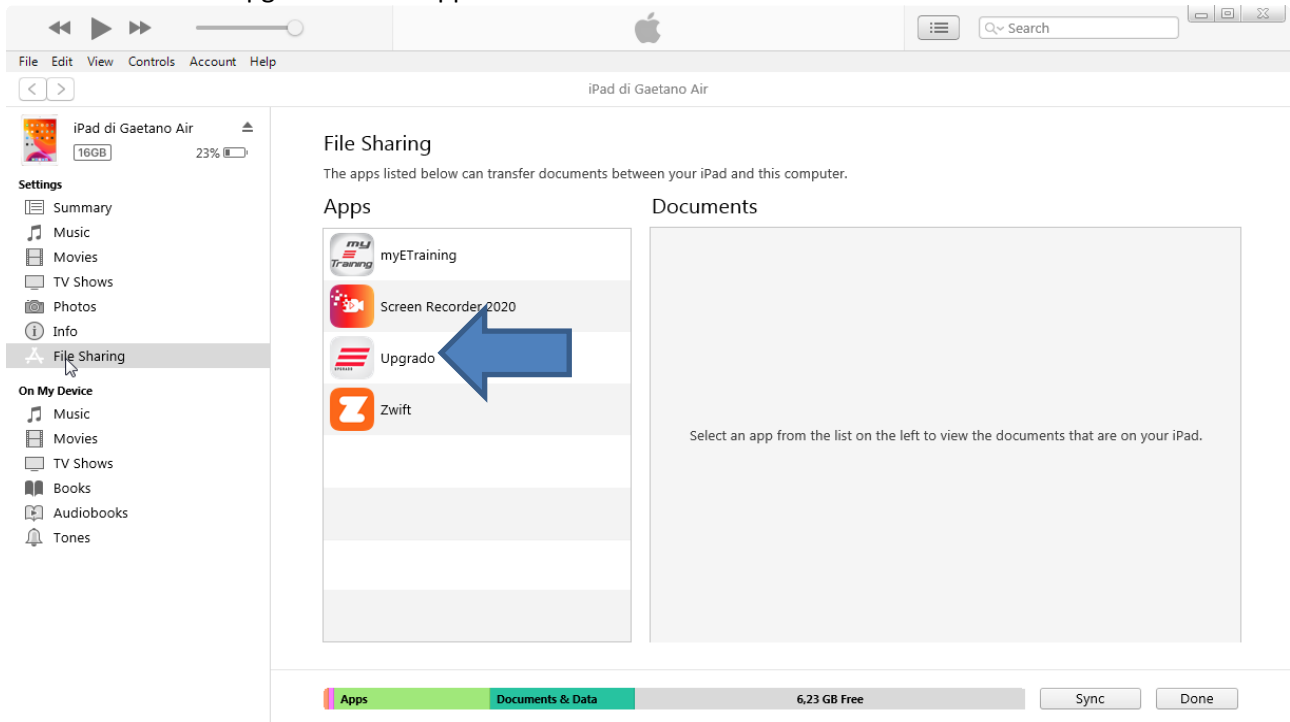 Search
File Edit View Controls Account Help
iPad di Gaetano Air
iPad di Gaetano Air
16GB 23%
Settings
Summary
Music
Movies
TV Shows
Photos
Info
File Sharing
On My Device
Music
Movies
TV Shows
Books
Audiobooks
Tones
File Sharing
The apps listed below can transfer documents between your iPad and this computer.
Apps
my
Training
myETraining
Screen Recorder 2020
UPGRADO
Upgrado
Zwift
Documents
Select an app from the list on the left to view the documents that are on your iPad.
Apps Documents & Data 6,23 GB Free Sync Done